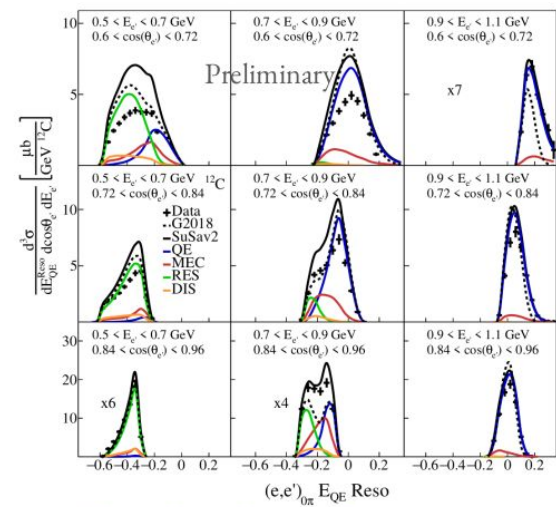 0.5 < E_e' < 0.7 GeV
0.6 < cos(θ_e') < 0.72
0.7 < E_e' < 0.9 GeV
0.6 < cos(θ_e') < 0.72
0.9 < E_e' < 1.1 GeV
0.6 < cos(θ_e') < 0.72
Preliminary
x7
10
5
0.5 < E_e' < 0.7 GeV
0.72 < cos(θ_e') < 0.84
0.7 < E_e' < 0.9 GeV
0.72 < cos(θ_e') < 0.84
0.9 < E_e' < 1.1 GeV
0.72 < cos(θ_e') < 0.84
¹²C
Data
G2018
SuSav2
QE
MEC
RES
DIS
10
5
d³σ / dE_QE^Reso dcosθ_e' dE_e' [μb / GeV ¹²C]
0.5 < E_e' < 0.7 GeV
0.84 < cos(θ_e') < 0.96
0.7 < E_e' < 0.9 GeV
0.84 < cos(θ_e') < 0.96
0.9 < E_e' < 1.1 GeV
0.84 < cos(θ_e') < 0.96
x6
x4
30
20
10
−0.6 −0.4 −0.2 0 0.2
−0.6 −0.4 −0.2 0 0.2
−0.6 −0.4 −0.2 0 0.2
(e,e')_0π E_QE Reso